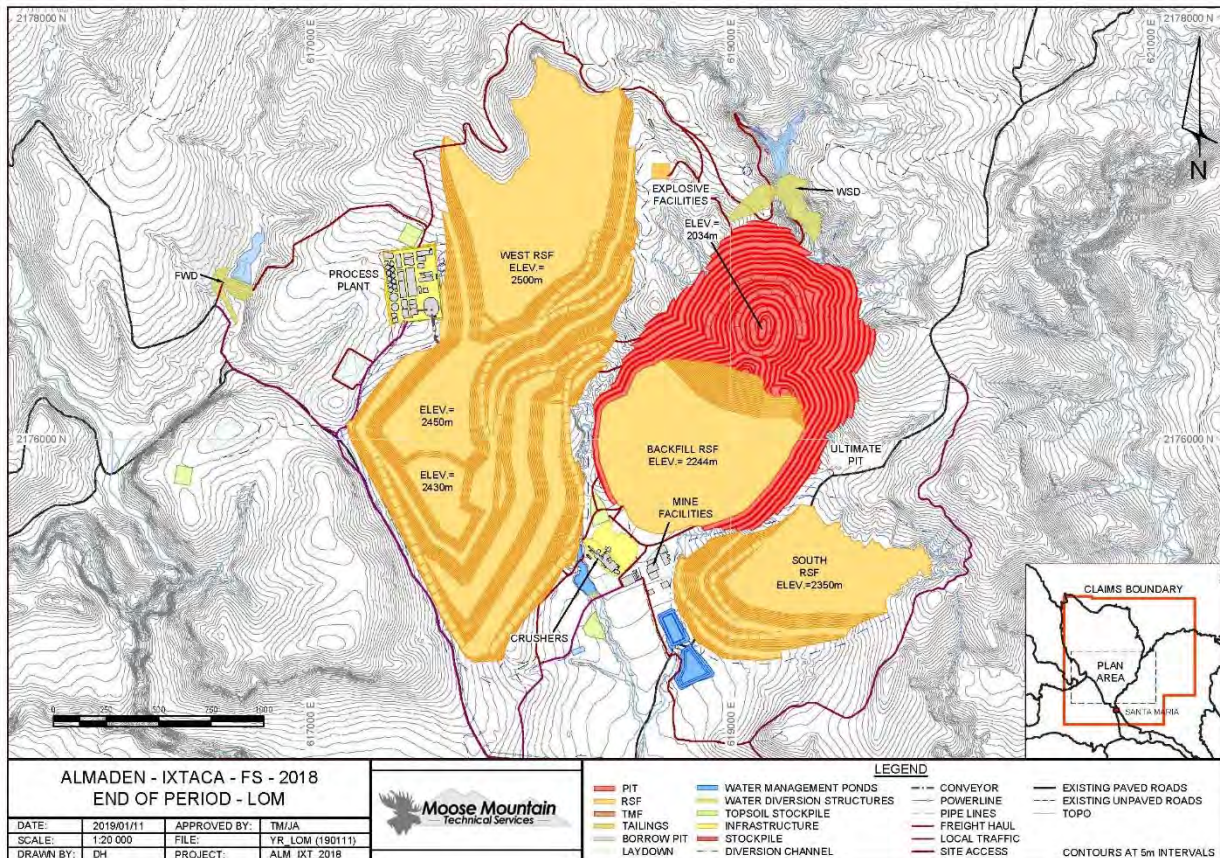 2178000 N
617000 E
619000 E
621000 E
2178000 N
N
EXPLOSIVE
FACILITIES
WSD
ELEV.=
2034m
WEST RSF
ELEV.=
2500m
FWD
PROCESS
PLANT
ELEV.=
2450m
2176000 N
2176000 N
ELEV.=
2430m
BACKFILL RSF
ELEV.= 2244m
ULTIMATE
PIT
MINE
FACILITIES
SOUTH
RSF
ELEV.=2350m
CRUSHERS
CLAIMS BOUNDARY
PLAN
AREA
SANTA MARIA
0 250 500 750 1000
617000 E
619000 E
ALMADEN - IXTACA - FS - 2018
END OF PERIOD - LOM
DATE: 2019/01/11 APPROVED BY: TM/JA
SCALE: 1:20 000 FILE: YR_LOM (190111)
DRAWN BY: DH PROJECT: ALM_IXT_2018
Moose Mountain
Technical Services
LEGEND
PIT
RSF
TMF
TAILINGS
BORROW PIT
LAYDOWN
WATER MANAGEMENT PONDS
WATER DIVERSION STRUCTURES
TOPSOIL STOCKPILE
INFRASTRUCTURE
STOCKPILE
DIVERSION CHANNEL
CONVEYOR
POWERLINE
PIPE LINES
FREIGHT HAUL
LOCAL TRAFFIC
SITE ACCESS
EXISTING PAVED ROADS
EXISTING UNPAVED ROADS
TOPO
CONTOURS AT 5m INTERVALS